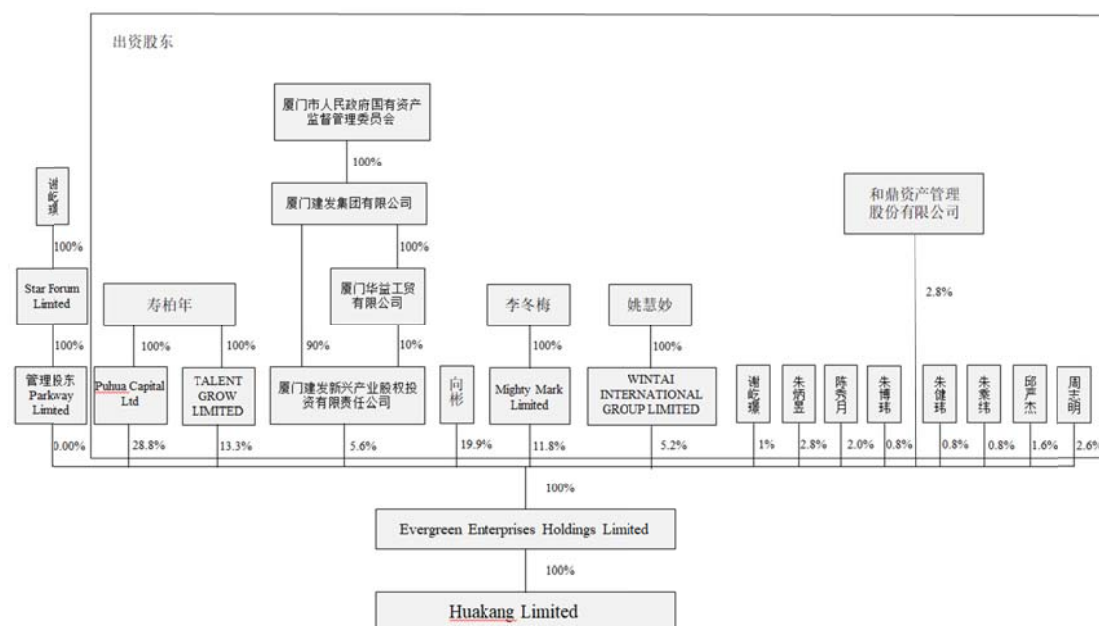 出资股东
厦门市人民政府国有资产
监督管理委员会
100%
谢屹璟
厦门建发集团有限公司
和鼎资产管理
股份有限公司
100%
100%
Star Forum
Limted
寿柏年
厦门华益工贸
有限公司
李冬梅
姚慧妙
2.8%
100%
100%
100%
90%
10%
100%
100%
管理股东
Parkway
Limited
Puhua Capital
Ltd
TALENT
GROW
LIMITED
厦门建发新兴产业股权投
资有限责任公司
向彬
Mighty Mark
Limited
WINTAI
INTERNATIONAL
GROUP LIMITED
谢屹璟
朱炳昱
陈秀月
朱博玮
朱健玮
朱紊纬
邱严杰
周志明
0.00%
28.8%
13.3%
5.6%
19.9%
11.8%
5.2%
1%
2.8%
2.0%
0.8%
0.8%
0.8%
1.6%
2.6%
100%
Evergreen Enterprises Holdings Limited
100%
Huakang Limited